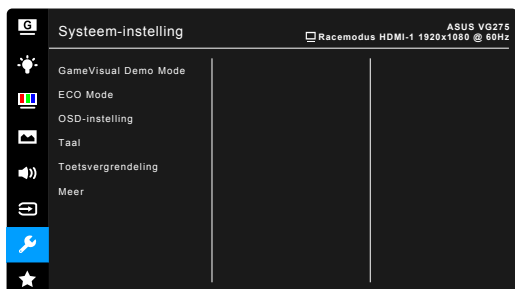 G
Systeem-instelling
ASUS VG275
Racemodus HDMI-1 1920x1080 @ 60Hz
GameVisual Demo Mode
ECO Mode
OSD-instelling
Taal
Toetsvergrendeling
Meer